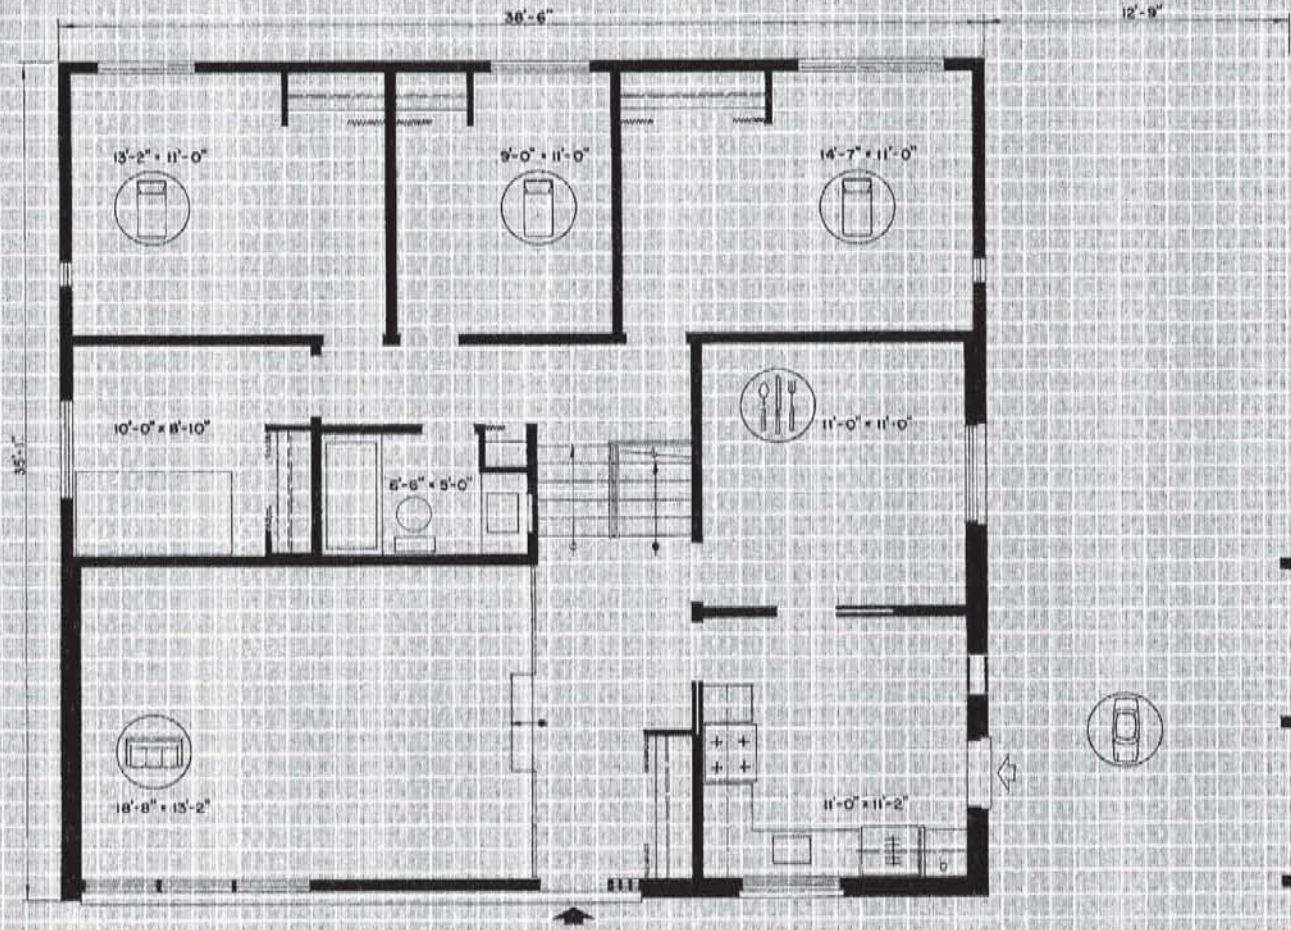 38'-6"
12'-9"
13'-2" × 11'-0"
9'-0" × 11'-0"
14'-7" × 11'-0"
35'-1"
10'-0" × 8'-10"
11'-0" × 11'-0"
6'-6" × 5'-0"
18'-8" × 13'-2"
11'-0" × 11'-2"